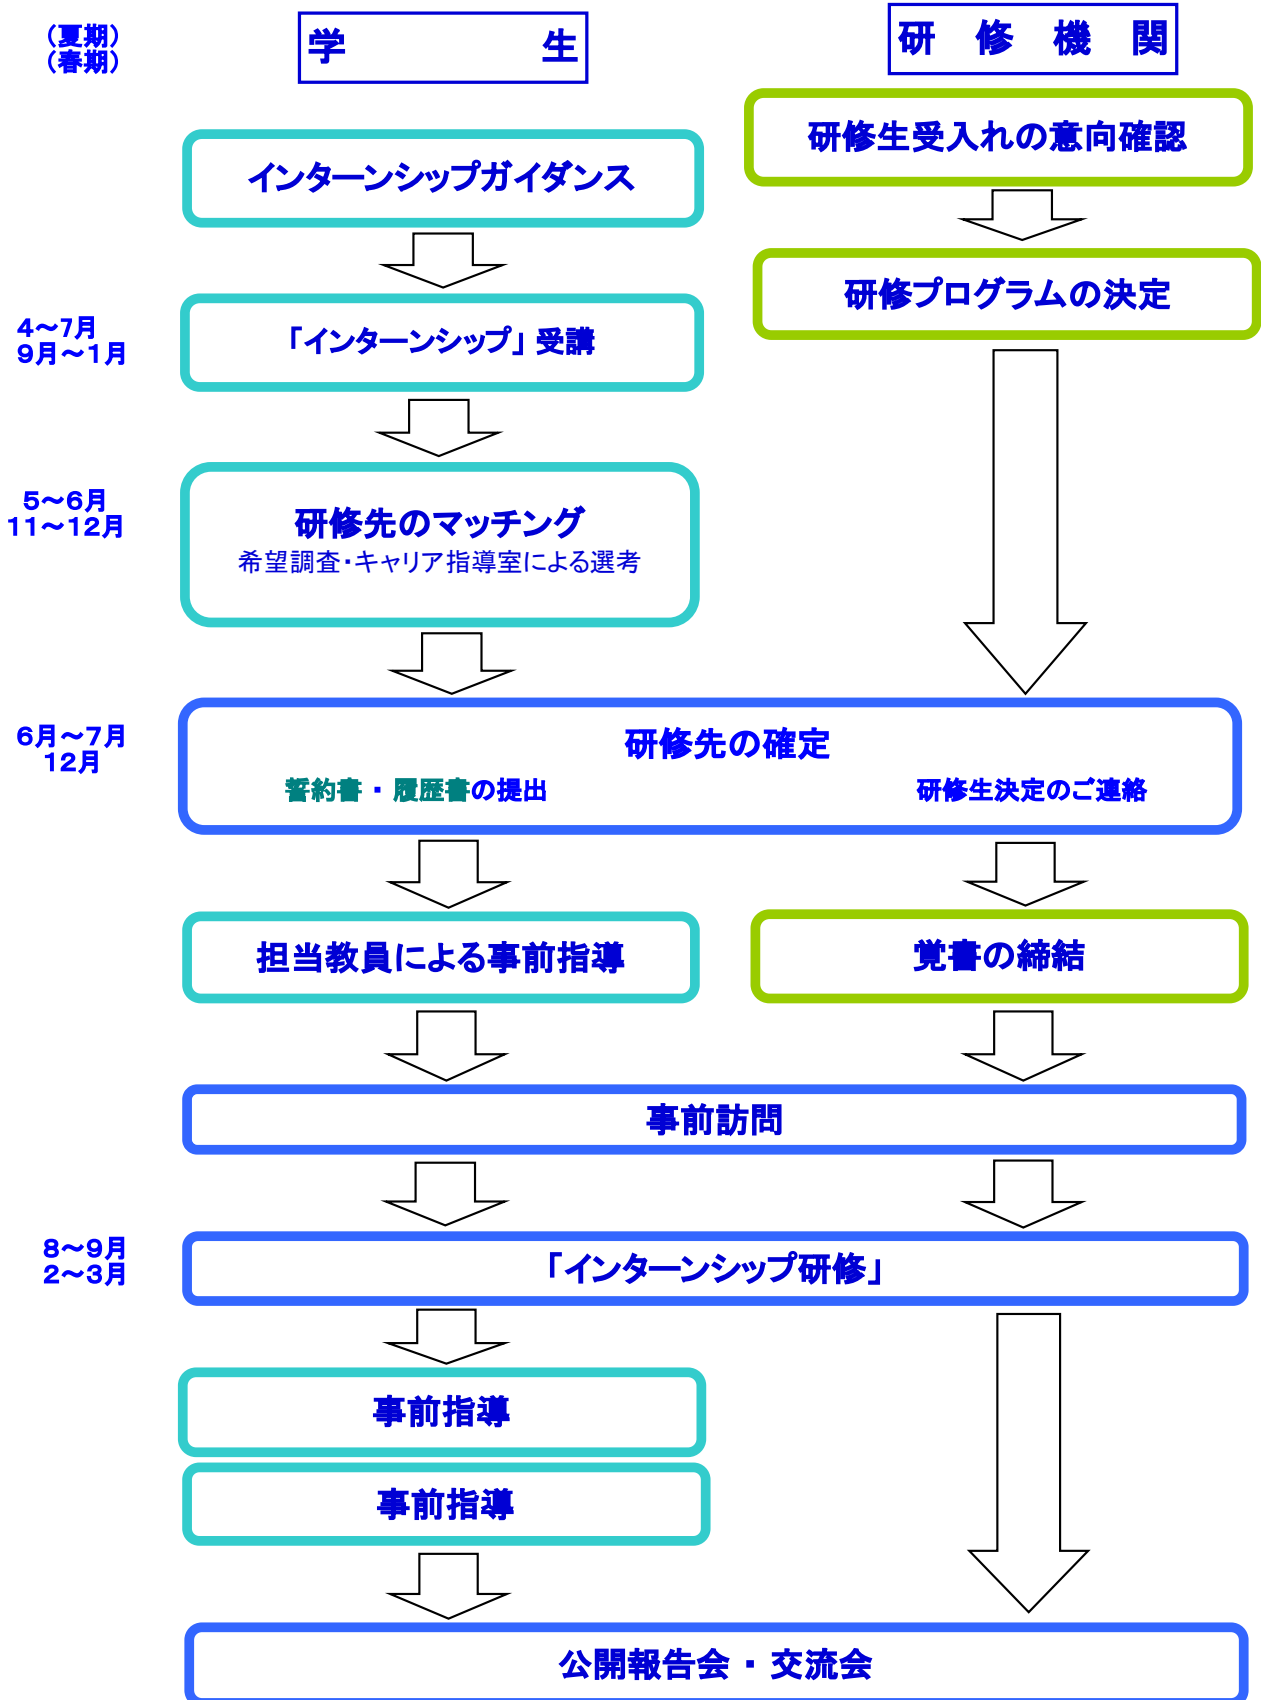 （夏期）
（春期）
学　　　　　生
研　修　機　関
研修生受入れの意向確認
インターンシップガイダンス
研修プログラムの決定
4～7月
9月～1月
「インターンシップ」受講
5～6月
11～12月
研修先のマッチング
希望調査・キャリア指導室による選考
6月～7月
12月
研修先の確定
誓約書・履歴書の提出
研修生決定のご連絡
担当教員による事前指導
覚書の締結
事前訪問
8～9月
2～3月
「インターンシップ研修」
事前指導
事前指導
公開報告会・交流会